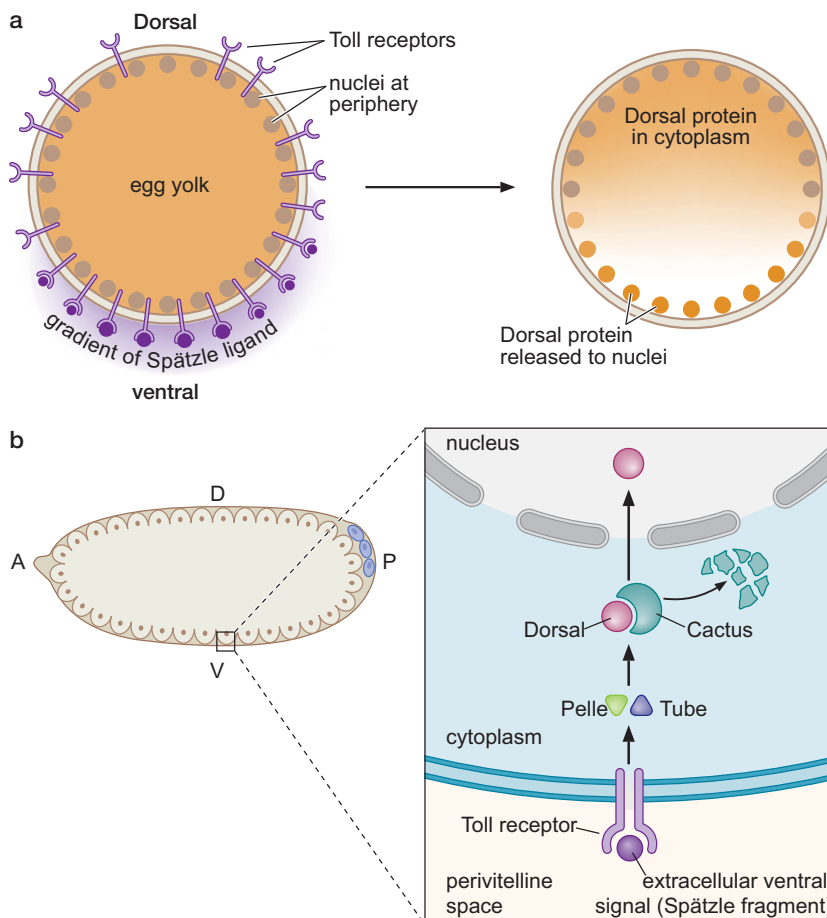 a
Dorsal
Toll receptors
nuclei at
periphery
egg yolk
gradient of Spätzle ligand
ventral
Dorsal protein
in cytoplasm
Dorsal protein
released to nuclei
b
D
A
P
V
nucleus
Dorsal
Cactus
Pelle
Tube
cytoplasm
Toll receptor
perivitelline
space
extracellular ventral
signal (Spätzle fragment